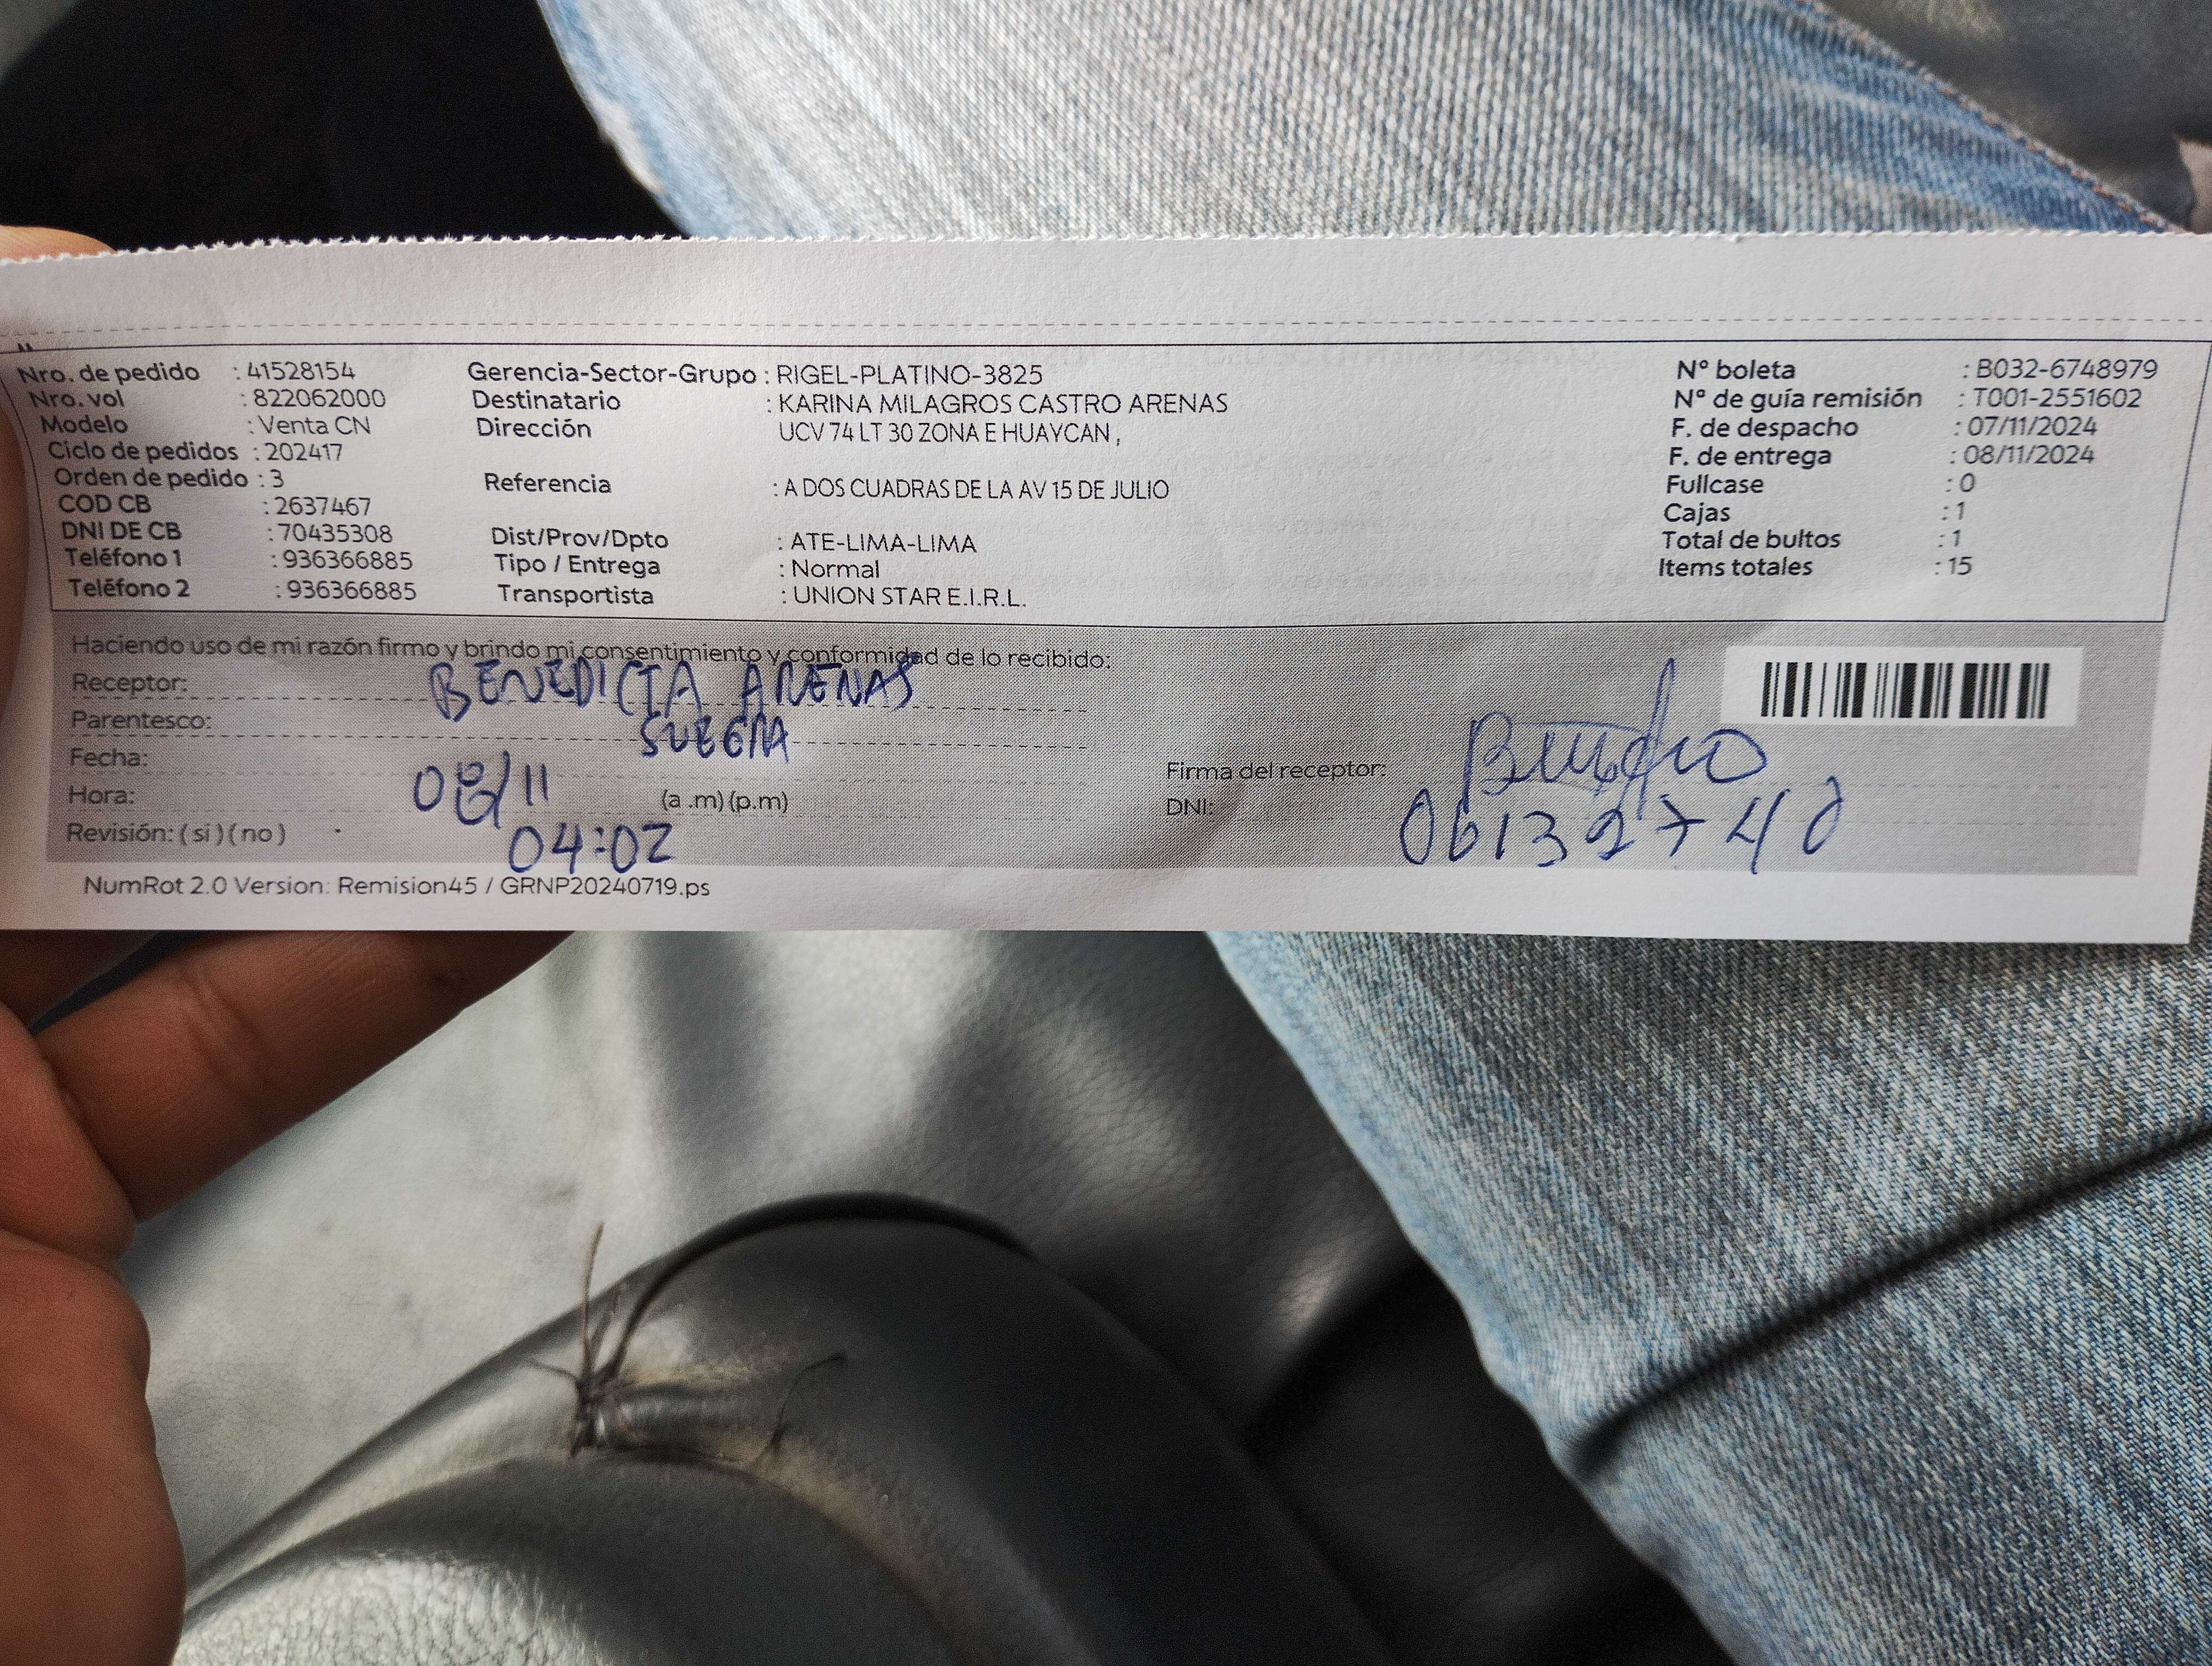 Nro. de pedido : 41528154
Nro. vol : 822062000
Modelo : Venta CN
Ciclo de pedidos : 202417
Orden de pedido : 3
COD CB : 2637467
DNI DE CB : 70435308
Teléfono 1 : 936366885
Teléfono 2 : 936366885
Gerencia-Sector-Grupo : RIGEL-PLATINO-3825
Destinatario : KARINA MILAGROS CASTRO ARENAS
Dirección UCV 74 LT 30 ZONA E HUAYCAN ,
Referencia : A DOS CUADRAS DE LA AV 15 DE JULIO
Dist/Prov/Dpto : ATE-LIMA-LIMA
Tipo / Entrega : Normal
Transportista : UNION STAR E.I.R.L.
N° boleta : B032-6748979
N° de guía remisión : T001-2551602
F. de despacho : 07/11/2024
F. de entrega : 08/11/2024
Fullcase : 0
Cajas : 1
Total de bultos : 1
Items totales : 15
Haciendo uso de mi razón firmo y brindo mi consentimiento y conformidad de lo recibido:
Receptor: BENEDICTA ARENAS
Parentesco: SUEGRA
Fecha: 08/11
Hora: 04:02 (a .m) (p.m)
Revisión: ( si ) ( no )
Firma del receptor:
DNI:
NumRot 2.0 Version: Remision45 / GRNP20240719.ps